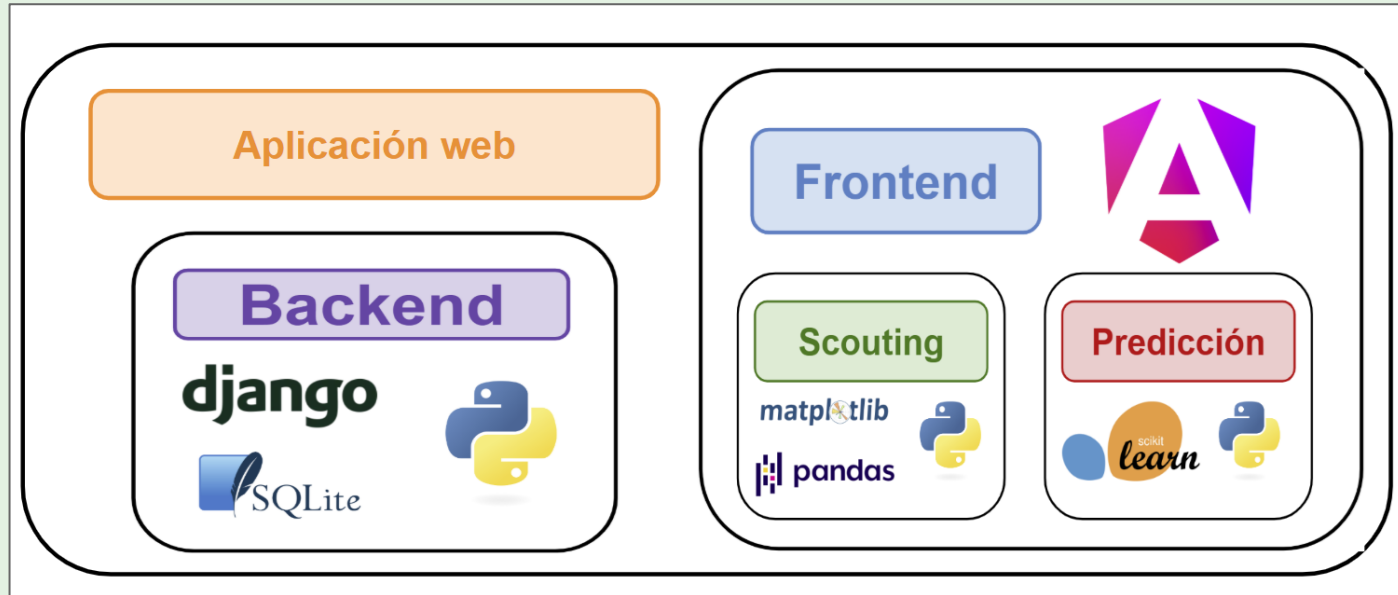 Aplicación web
Backend
django
SQLite
Frontend
Scouting
matplotlib
pandas
Predicción
scikit
learn